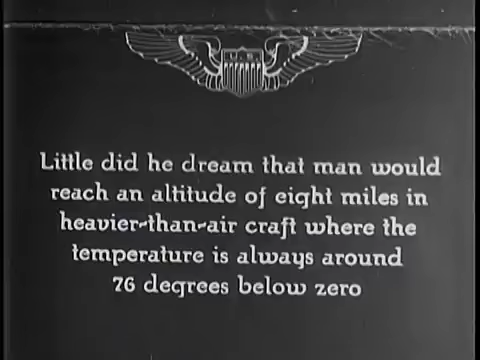 U.S.
Little did he dream that man would
reach an altitude of eight miles in
heavier-than-air craft where the
temperature is always around
76 degrees below zero